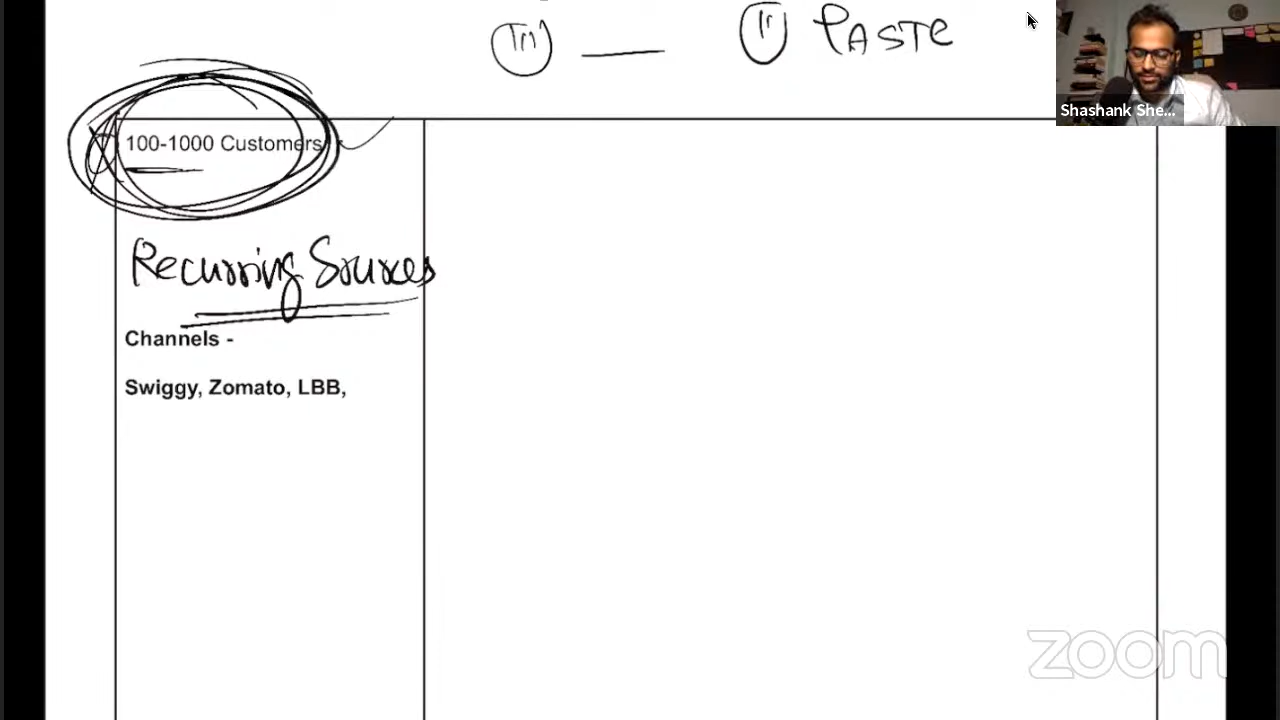 PASTE
Shashank She...
100-1000 Customers
Recurring Sources
Channels -
Swiggy, Zomato, LBB,
zoom